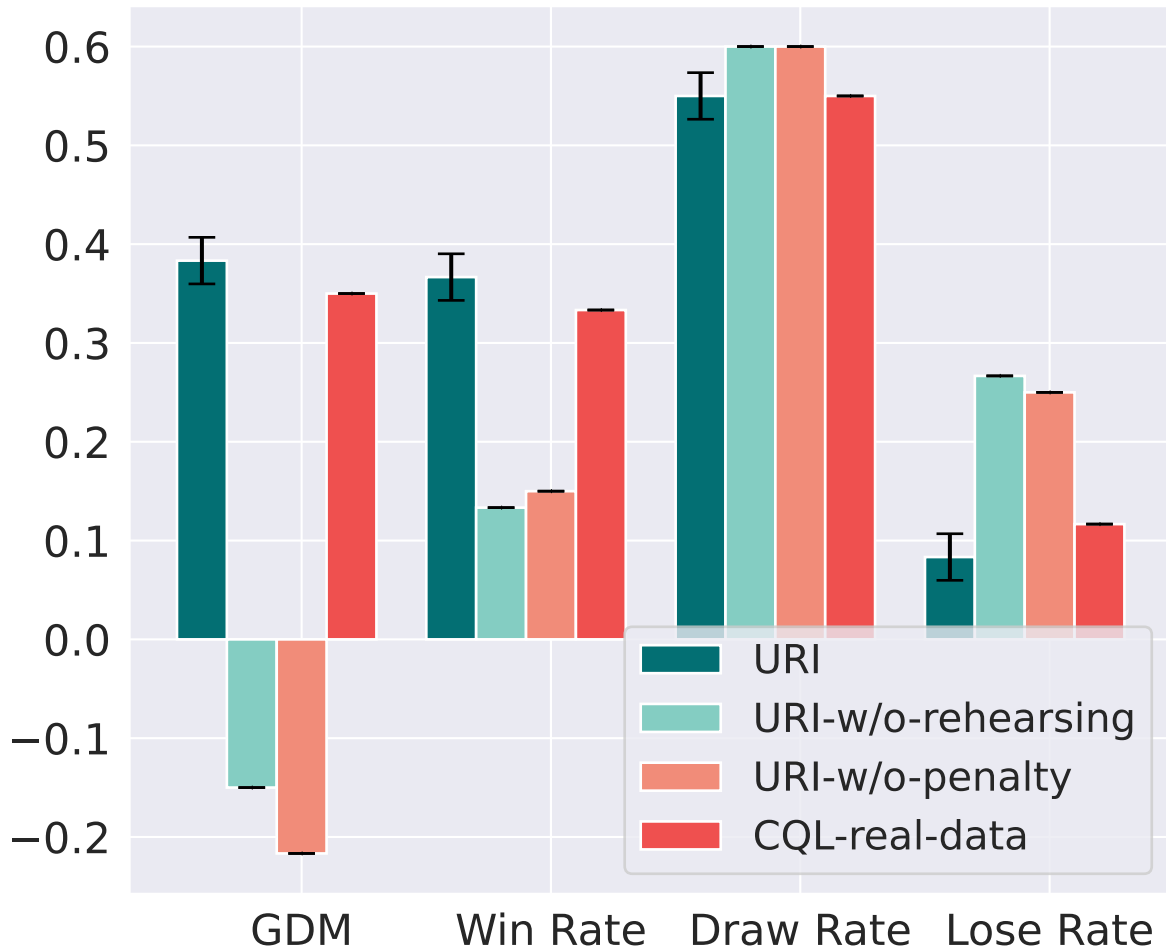 0.6
0.5
0.4
0.3
0.2
0.1
0.0
−0.1
−0.2
URI
URI-w/o-rehearsing
URI-w/o-penalty
CQL-real-data
GDM Win Rate Draw Rate Lose Rate